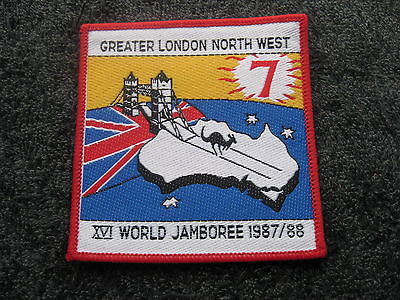 GREATER LONDON NORTH WEST
7
XVI WORLD JAMBOREE 1987/88